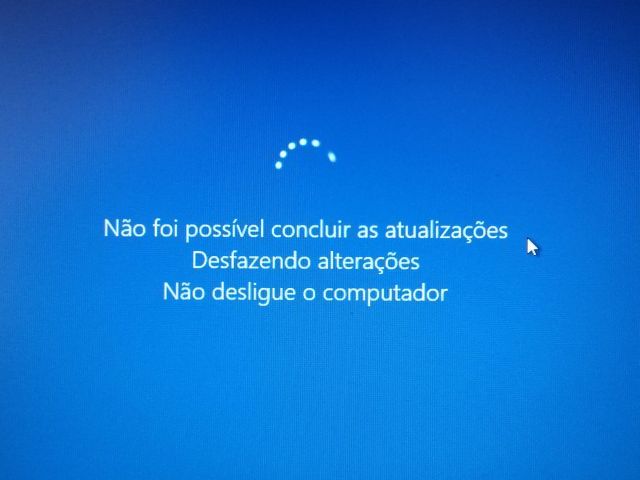 Não foi possível concluir as atualizações
Desfazendo alterações
Não desligue o computador